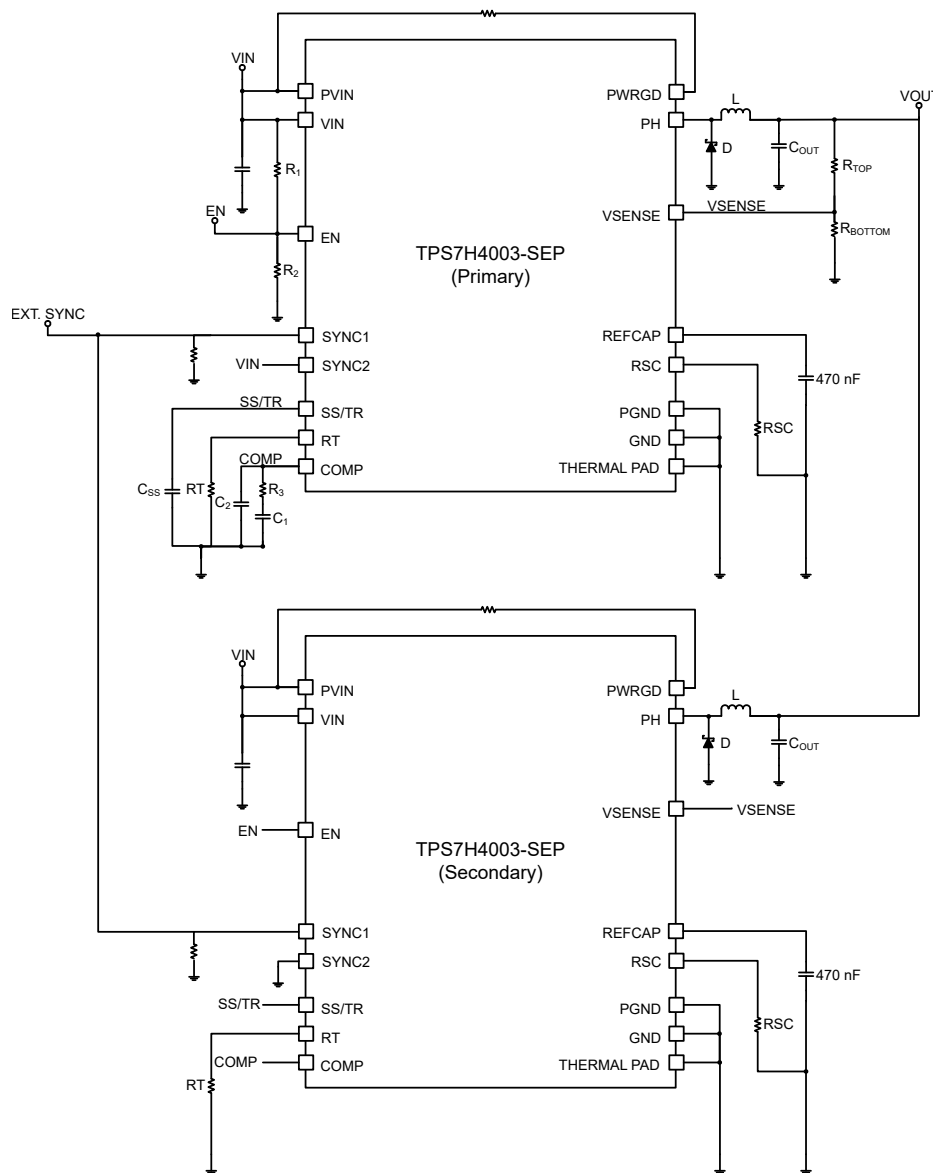 VIN
PVIN
PWRGD
VOUT
VIN
PH
L
D
COUT
R1
RTOP
EN
VSENSE
VSENSE
EN
RBOTTOM
R2
TPS7H4003-SEP
(Primary)
EXT. SYNC
SYNC1
REFCAP
VIN
SYNC2
RSC
470 nF
SS/TR
SS/TR
PGND
RT
GND
RSC
COMP
COMP
THERMAL PAD
CSS
RT
C2
R3
C1
VIN
PVIN
PWRGD
VIN
PH
L
D
COUT
VSENSE
VSENSE
EN
EN
TPS7H4003-SEP
(Secondary)
SYNC1
REFCAP
SYNC2
RSC
470 nF
SS/TR
SS/TR
PGND
RSC
RT
GND
COMP
COMP
THERMAL PAD
RT